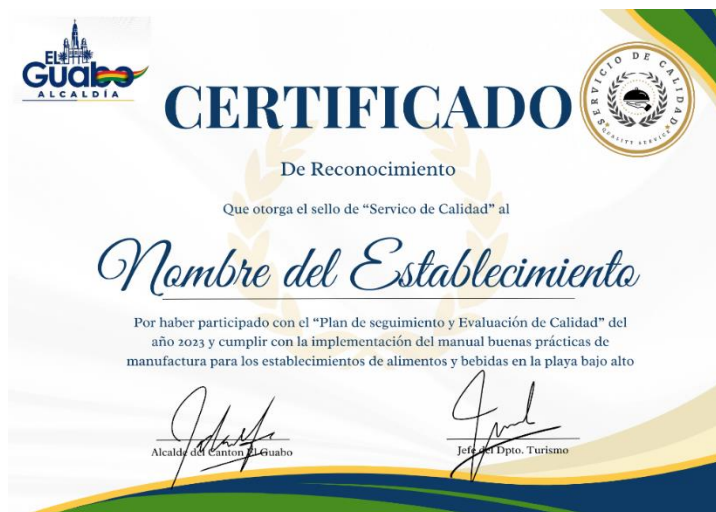 EL
Guabo
ALCALDÍA
SERVICIO DE CALIDAD
QUALITY SERVICE
CERTIFICADO
De Reconocimiento
Que otorga el sello de “Servico de Calidad” al
Nombre del Establecimiento
Por haber participado con el “Plan de seguimiento y Evaluación de Calidad” del
año 2023 y cumplir con la implementación del manual buenas prácticas de
manufactura para los establecimientos de alimentos y bebidas en la playa bajo alto
Alcalde del Canton El Guabo
Jefe del Dpto. Turismo